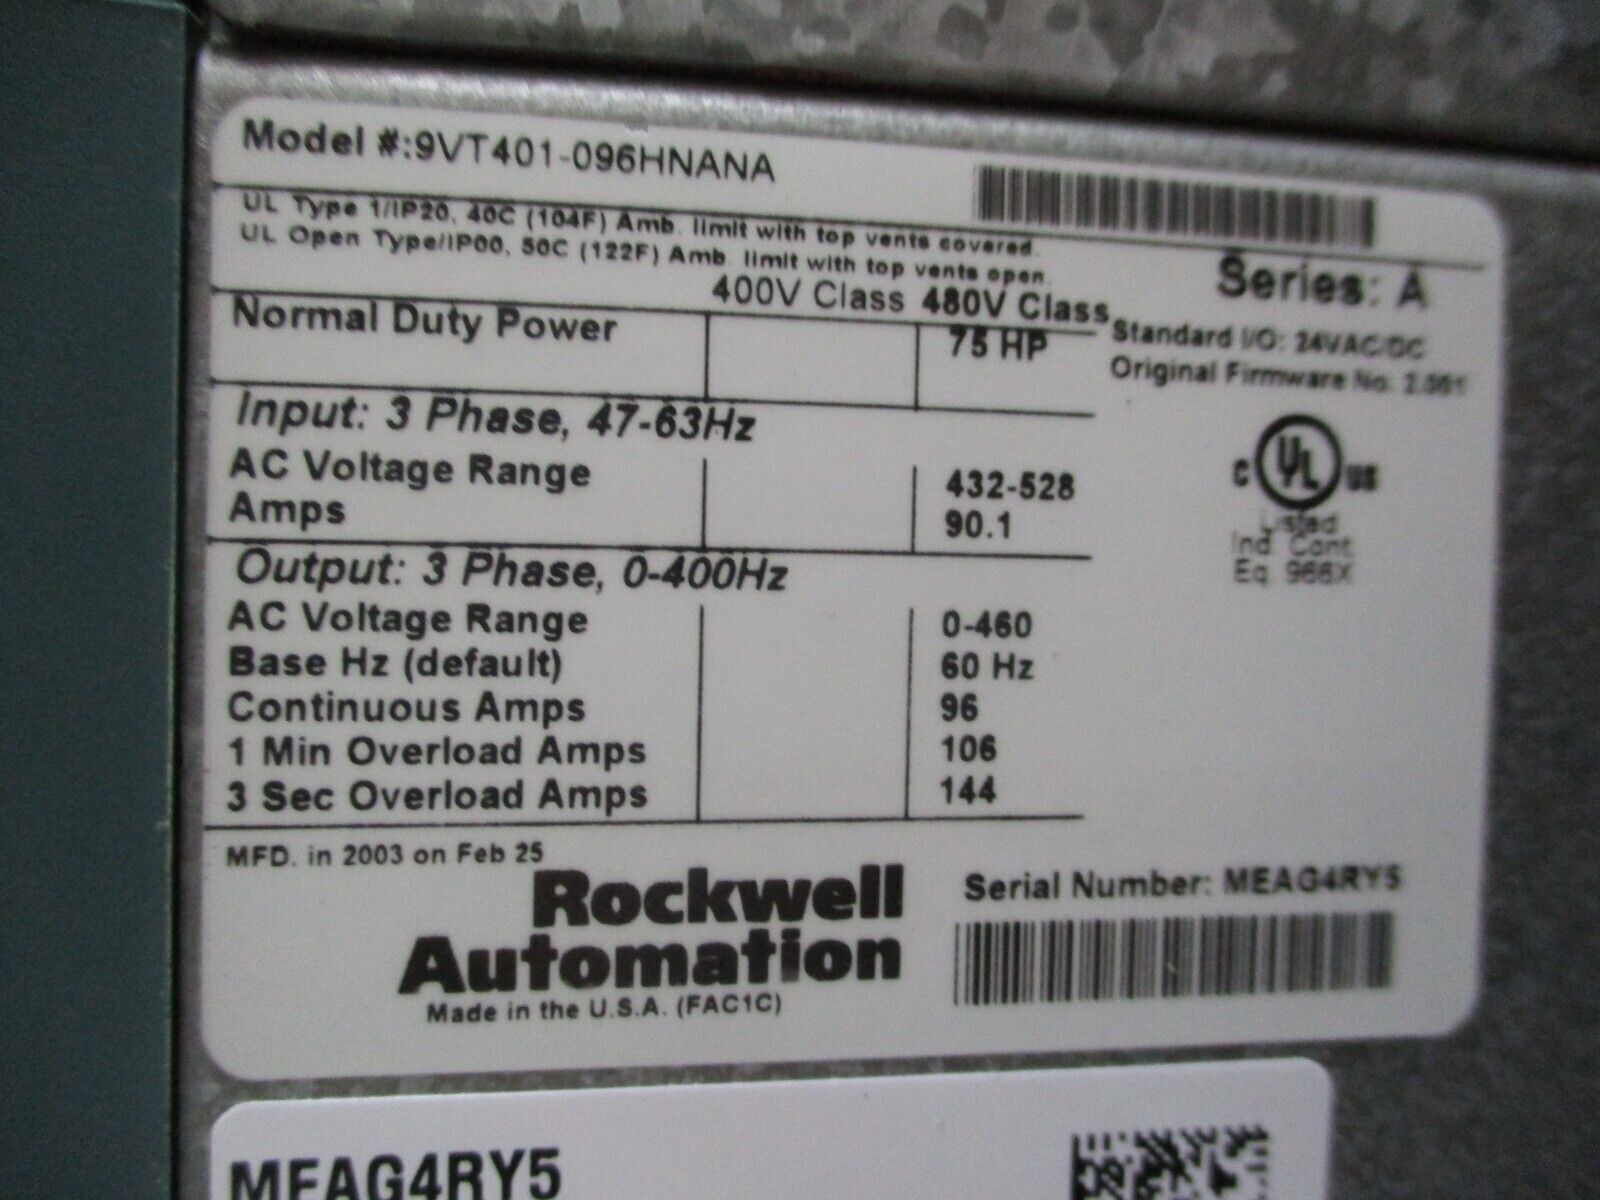 Model #:9VT401-096HNANA
UL Type 1/IP20, 40C (104F) Amb. limit with top vents covered.
UL Open Type/IP00, 50C (122F) Amb. limit with top vents open.
Series: A
400V Class 480V Class
Normal Duty Power 75 HP
Standard I/O: 24VAC/DC
Original Firmware No. 2.001
Input: 3 Phase, 47-63Hz
AC Voltage Range 432-528
Amps 90.1
C UL US
Listed
Ind. Cont.
Eq. 966X
Output: 3 Phase, 0-400Hz
AC Voltage Range 0-460
Base Hz (default) 60 Hz
Continuous Amps 96
1 Min Overload Amps 106
3 Sec Overload Amps 144
MFD. in 2003 on Feb 25
Rockwell
Automation
Made in the U.S.A. (FAC1C)
Serial Number: MEAG4RY5
MEAG4RY5